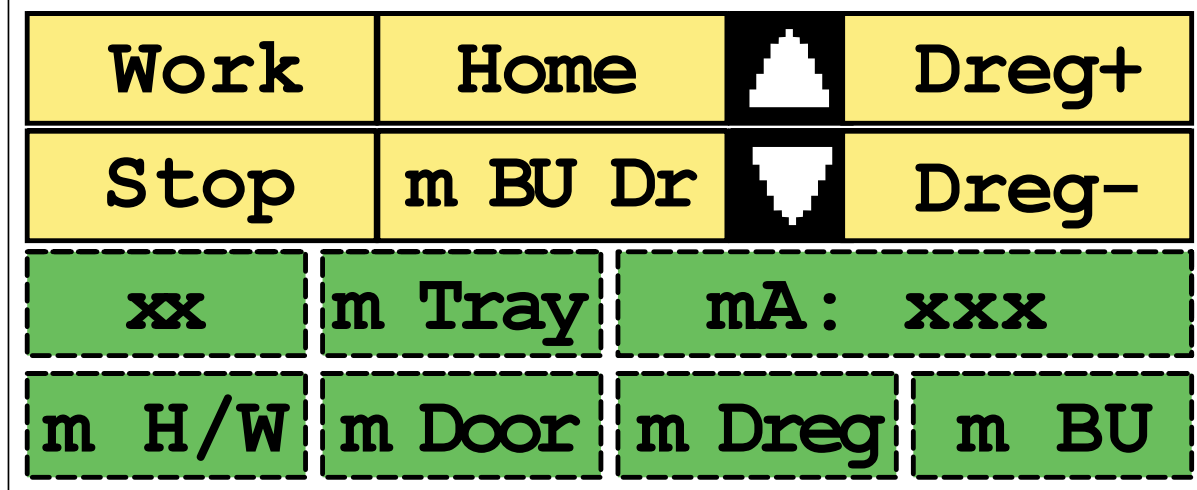 Work Home Dreg+
Stop m BU Dr Dreg-
xx m Tray mA: xxx
m H/W m Door m Dreg m BU